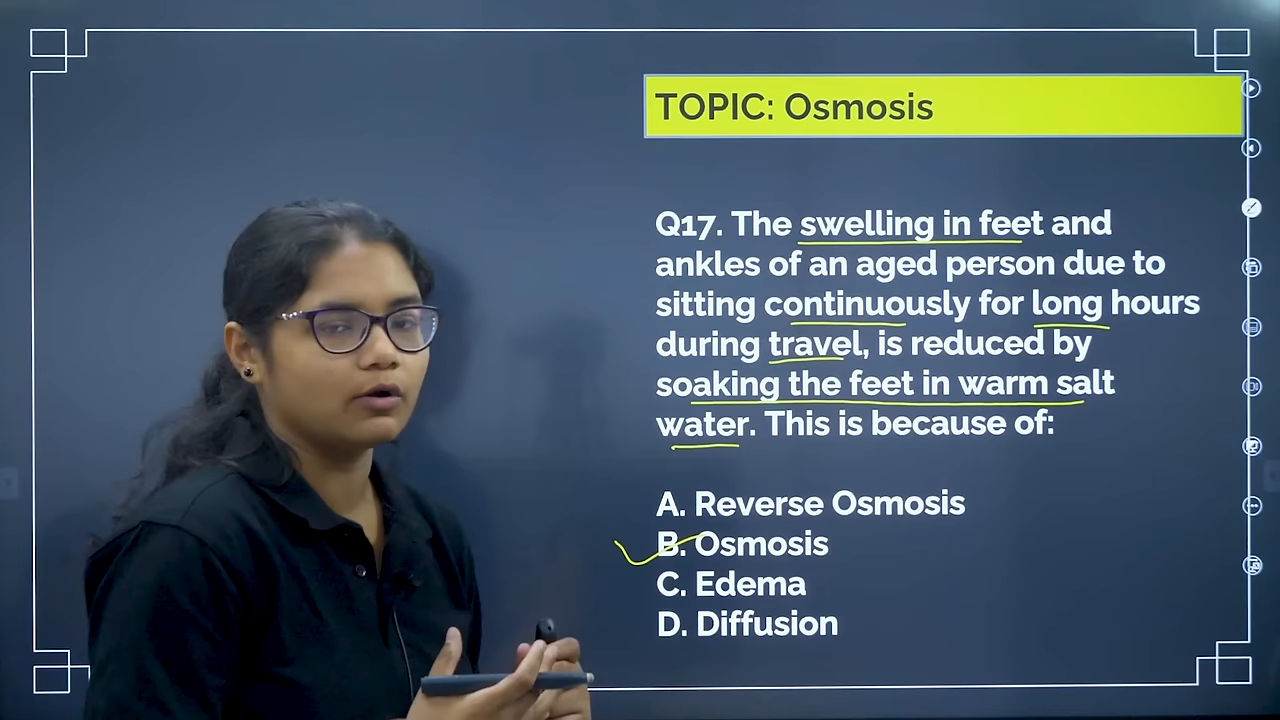 TOPIC: Osmosis
Q17. The swelling in feet and
ankles of an aged person due to
sitting continuously for long hours
during travel, is reduced by
soaking the feet in warm salt
water. This is because of:
A. Reverse Osmosis
B. Osmosis
C. Edema
D. Diffusion